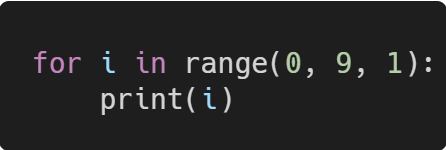 for i in range(0, 9, 1):
    print(i)